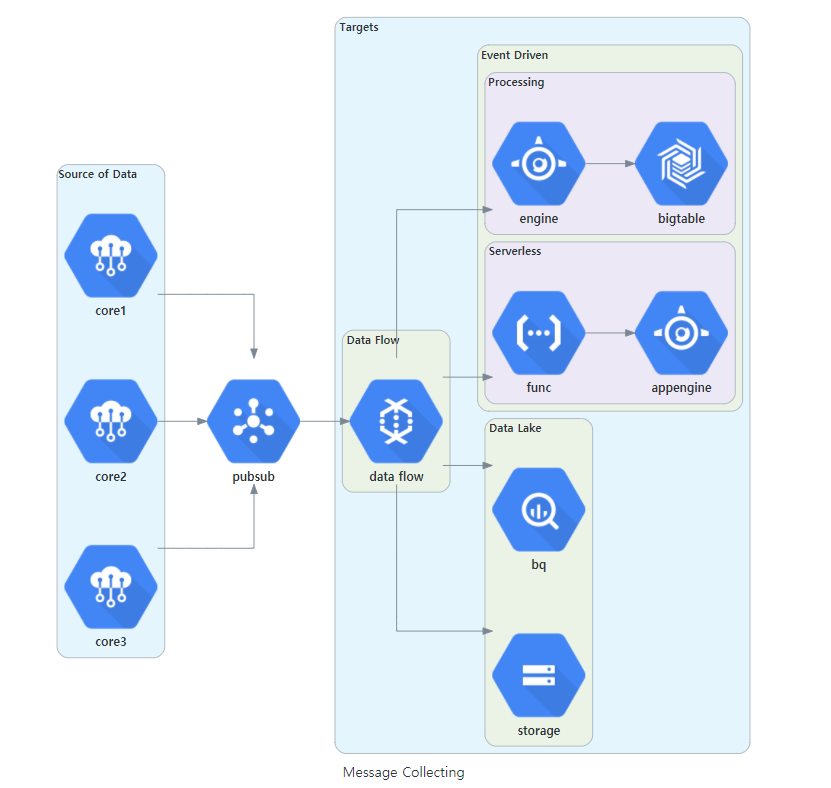 Targets
Event Driven
Processing
engine
bigtable
Source of Data
core1
Serverless
func
appengine
Data Flow
core2
pubsub
data flow
Data Lake
bq
core3
storage
Message Collecting